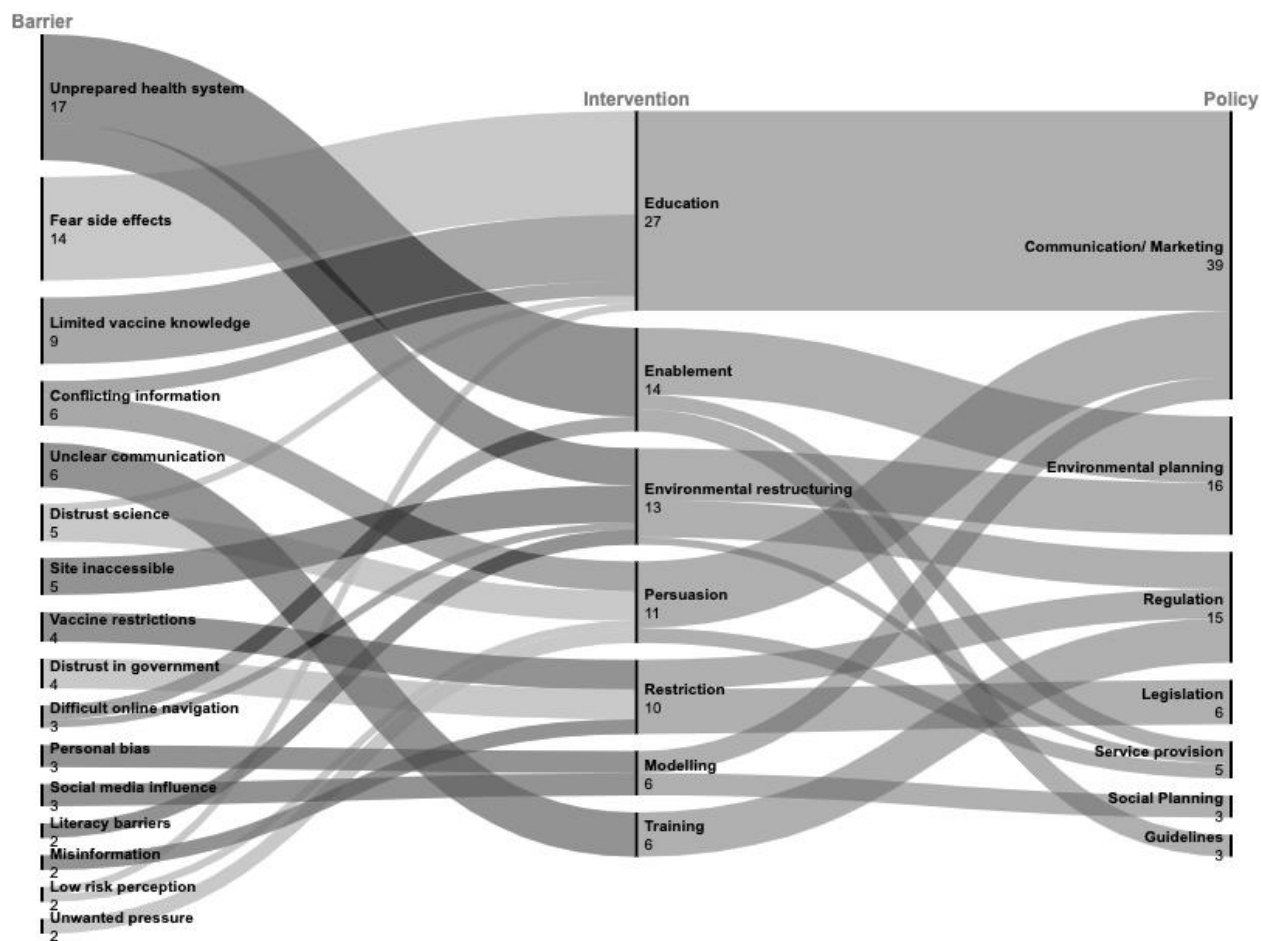 Barrier
Unprepared health system
17
Fear side effects
14
Limited vaccine knowledge
9
Conflicting information
6
Unclear communication
6
Distrust science
5
Site inaccessible
5
Vaccine restrictions
4
Distrust in government
4
Difficult online navigation
3
Personal bias
3
Social media influence
3
Literacy barriers
2
Misinformation
2
Low risk perception
2
Unwanted pressure
2
Intervention
Education
27
Enablement
14
Environmental restructuring
13
Persuasion
11
Restriction
10
Modelling
6
Training
6
Policy
Communication/ Marketing
39
Environmental planning
16
Regulation
15
Legislation
6
Service provision
5
Social Planning
3
Guidelines
3